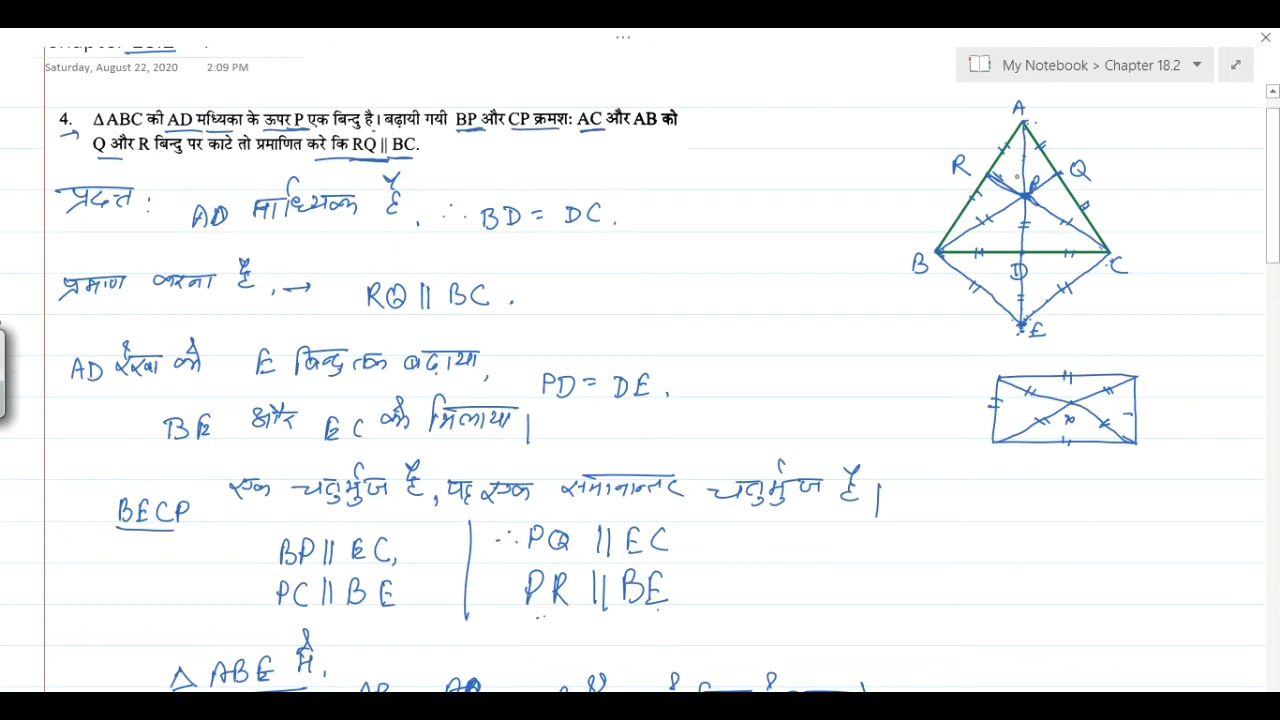 Saturday, August 22, 2020 2:09 PM
My Notebook > Chapter 18.2
4. Δ ABC की AD मध्यिका के ऊपर P एक बिन्दु है। बढ़ायी गयी BP और CP क्रमश: AC और AB को
Q और R बिन्दु पर काटे तो प्रमाणित करे कि RQ || BC.
प्रदत्त : AD माध्यिका है, ∴ BD = DC.
प्रमाण करना है, → RQ || BC.
AD रेखा को E बिन्दु तक बढ़ाया, PD = DE.
BE और EC को मिलाया|
BECP एक चतुर्भुज है, यह एक समानान्तर चतुर्भुज है|
BP || EC, ∴ PQ || EC
PC || BE PR || BE
Δ ABE में,
A
R P Q
B D C
E